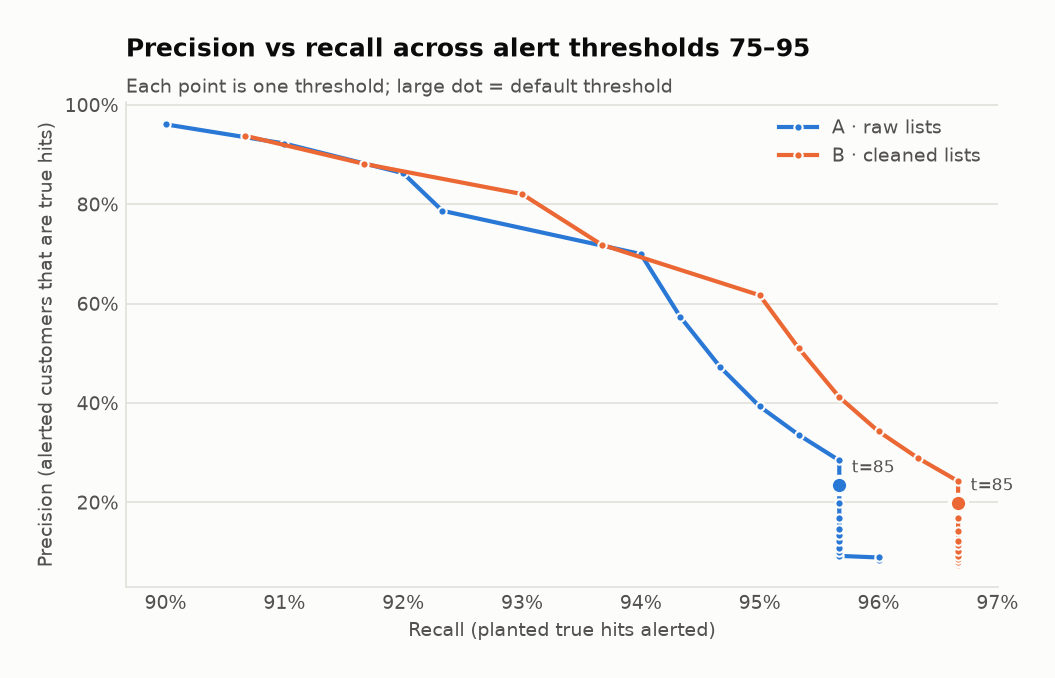 Precision vs recall across alert thresholds 75–95
Each point is one threshold; large dot = default threshold
100%
80%
60%
40%
20%
Precision (alerted customers that are true hits)
A · raw lists
B · cleaned lists
t=85
t=85
90%
91%
92%
93%
94%
95%
96%
97%
Recall (planted true hits alerted)